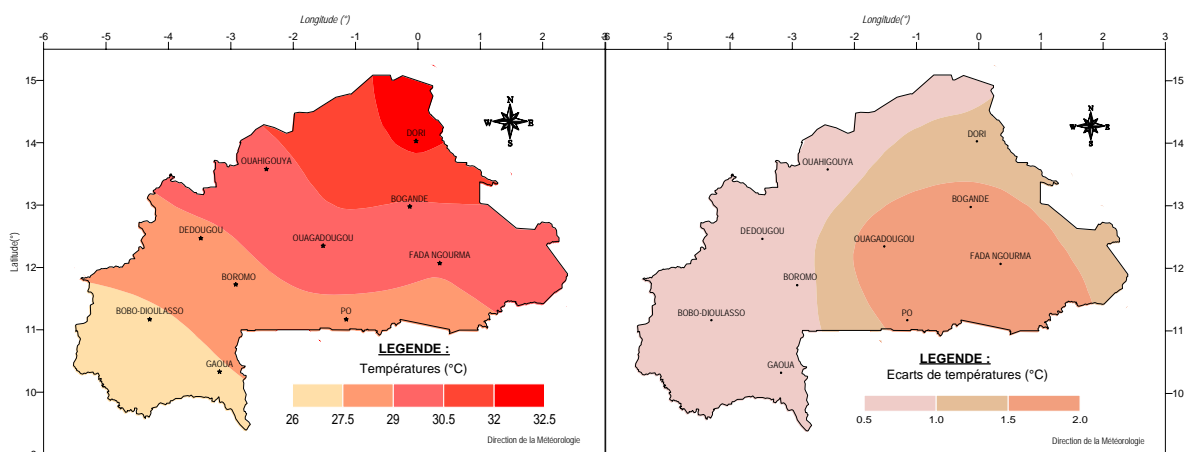 Longitude (°)
-6 -5 -4 -3 -2 -1 0 1 2 3
Latitude(°)
15
14
13
12
11
10
9
N
W E
S
DORI
OUAHIGOUYA
BOGANDE
DEDOUGOU
OUAGADOUGOU
FADA NGOURMA
BOROMO
BOBO-DIOULASSO
PO
GAOUA
LEGENDE :
Températures (°C)
26 27.5 29 30.5 32 32.5
Direction de la Météorologie
Longitude(°)
-5 -4 -3 -2 -1 0 1 2 3
15
14
13
12
11
10
N
W E
S
DORI
OUAHIGOUYA
BOGANDE
DEDOUGOU
OUAGADOUGOU
FADA NGOURMA
BOROMO
BOBO-DIOULASSO
PO
GAOUA
LEGENDE :
Ecarts de températures (°C)
0.5 1.0 1.5 2.0
Direction de la Météorologie